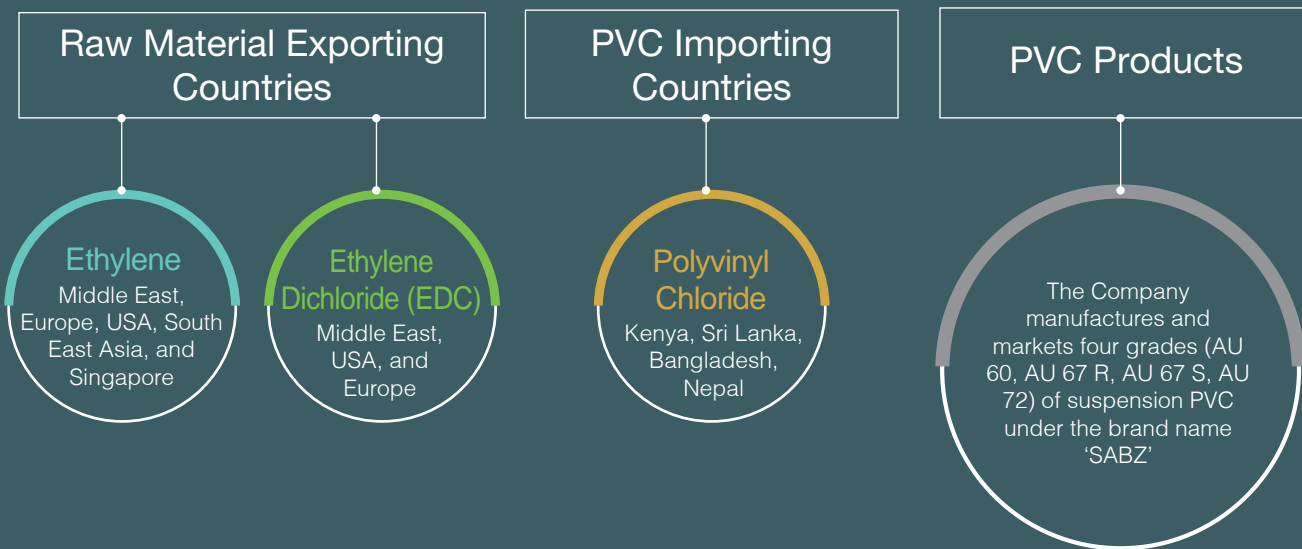 Raw Material Exporting
Countries
PVC Importing
Countries
PVC Products
Ethylene
Middle East,
Europe, USA, South
East Asia, and
Singapore
Ethylene
Dichloride (EDC)
Middle East,
USA, and
Europe
Polyvinyl
Chloride
Kenya, Sri Lanka,
Bangladesh,
Nepal
The Company
manufactures and
markets four grades (AU
60, AU 67 R, AU 67 S, AU
72) of suspension PVC
under the brand name
‘SABZ’